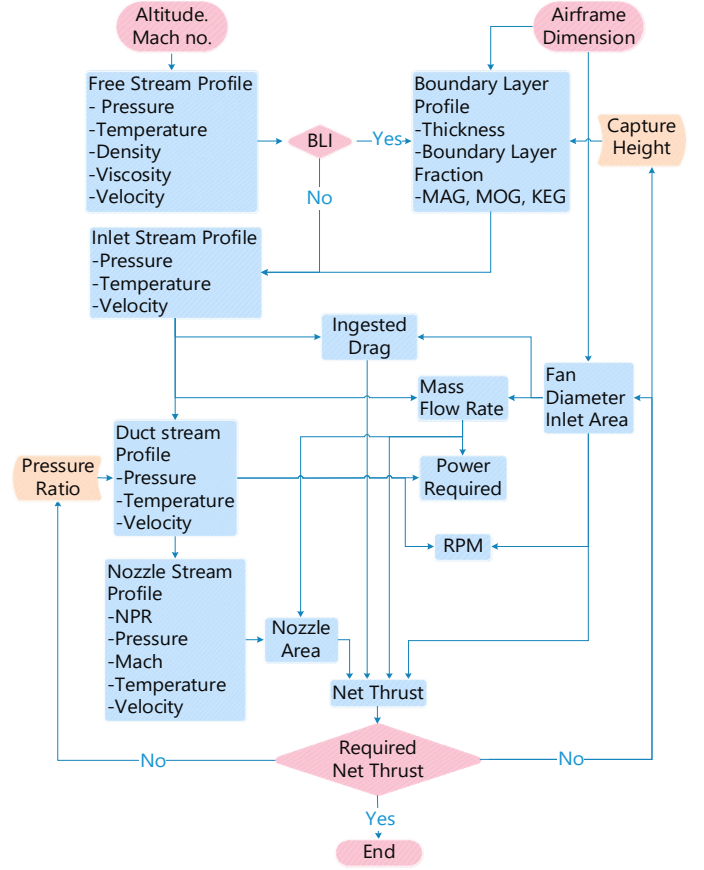 Altitude.
Mach no.
Airframe
Dimension
Free Stream Profile
- Pressure
-Temperature
-Density
-Viscosity
-Velocity
BLI
Yes
No
Boundary Layer
Profile
-Thickness
-Boundary Layer
Fraction
-MAG, MOG, KEG
Capture
Height
Inlet Stream Profile
-Pressure
-Temperature
-Velocity
Ingested
Drag
Mass
Flow Rate
Fan
Diameter
Inlet Area
Pressure
Ratio
Duct stream
Profile
-Pressure
-Temperature
-Velocity
Power
Required
RPM
Nozzle Stream
Profile
-NPR
-Pressure
-Mach
-Temperature
-Velocity
Nozzle
Area
Net Thrust
Required
Net Thrust
No
No
Yes
End